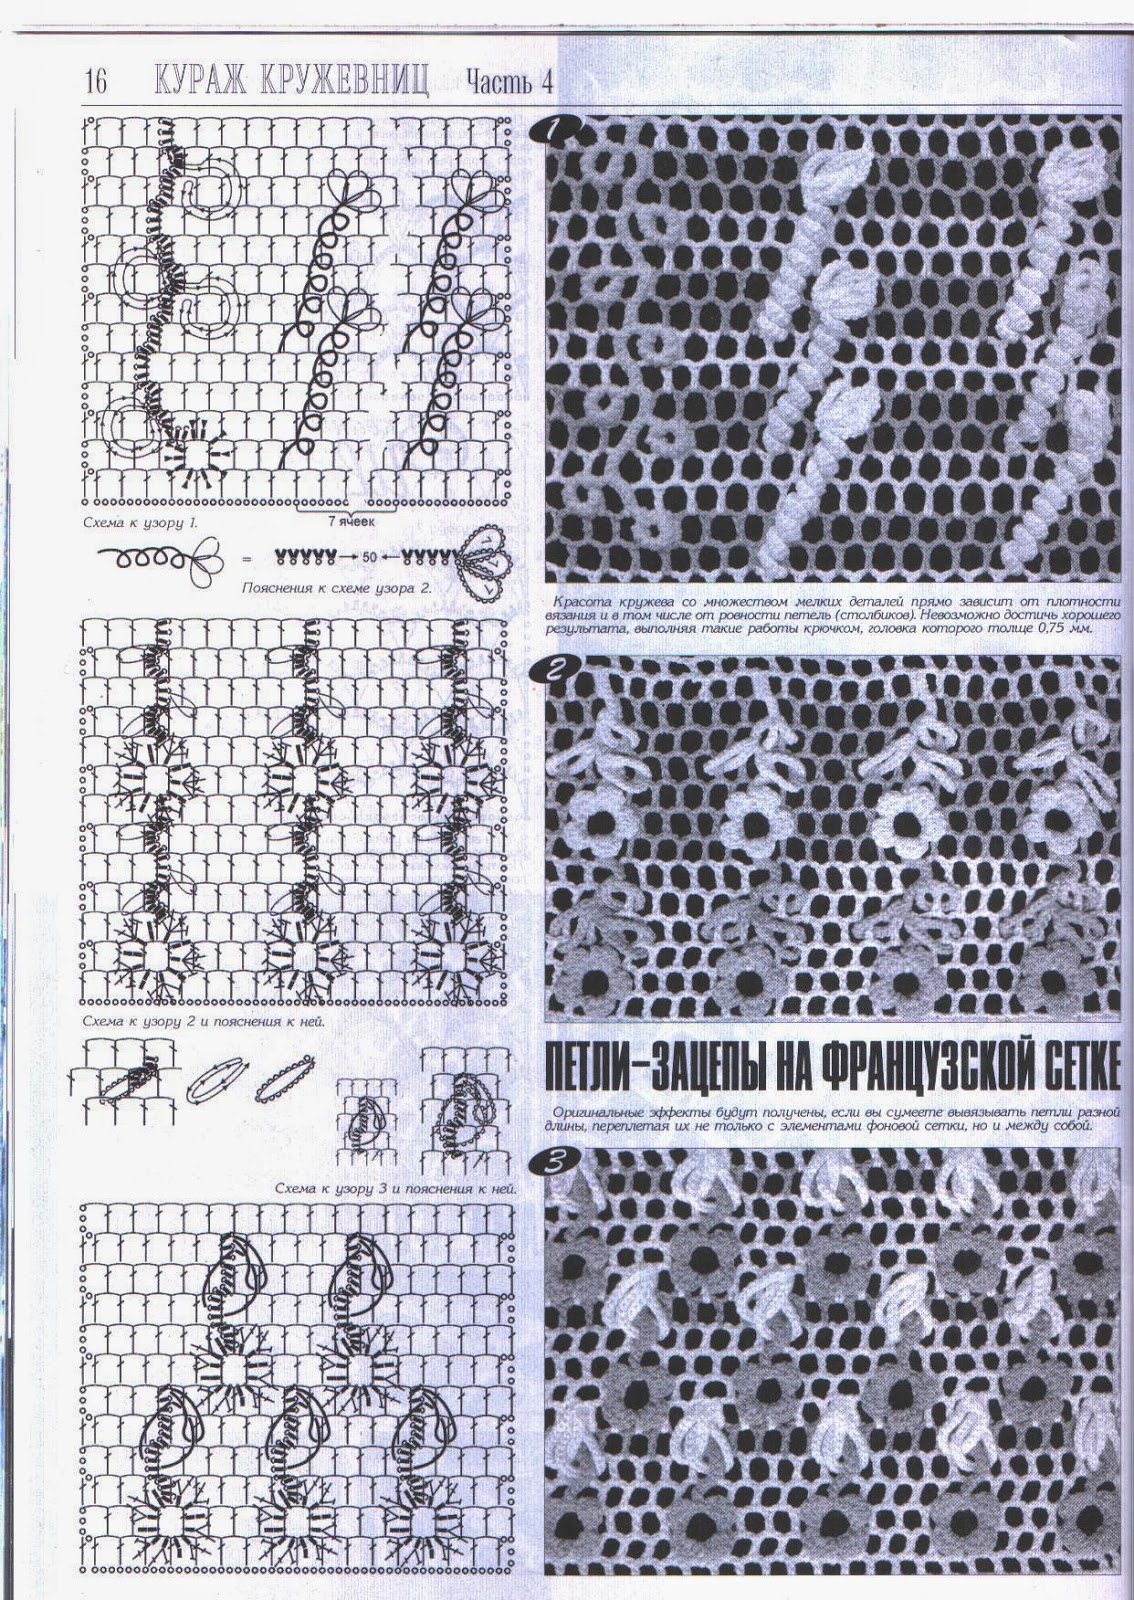 16 КУРАЖ КРУЖЕВНИЦ Часть 4
Схема к узору 1.
7 ячеек
= → 50 ←
Пояснения к схеме узора 2.
Схема к узору 2 и пояснения к ней.
Схема к узору 3 и пояснения к ней.
1
Красота кружева со множеством мелких деталей прямо зависит от плотности
вязания и в том числе от ровности петель (столбиков). Невозможно достичь хорошего
результата, выполняя такие работы крючком, головка которого толще 0,75 мм.
2
ПЕТЛИ-ЗАЦЕПЫ НА ФРАНЦУЗСКОЙ СЕТКЕ
Оригинальные эффекты будут получены, если вы сумеете вывязывать петли разной
длины, переплетая их не только с элементами фоновой сетки, но и между собой.
3